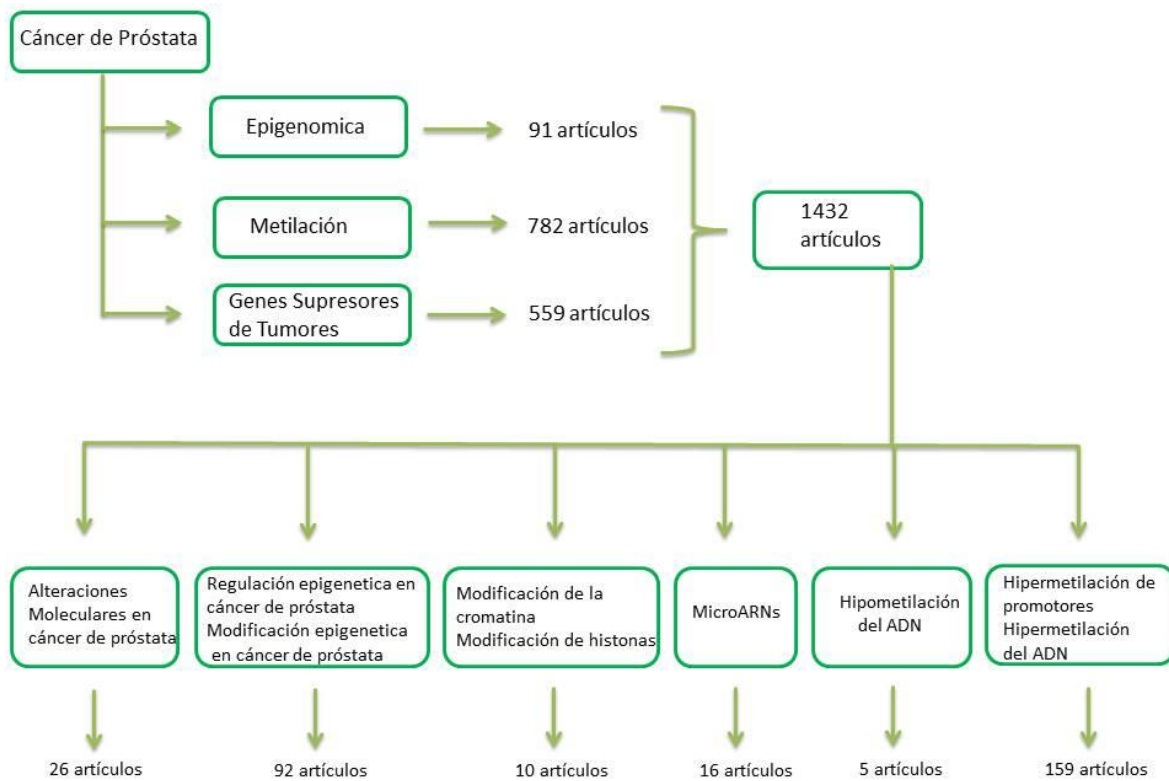 Cáncer de Próstata
Epigenomica
91 artículos
Metilación
782 artículos
Genes Supresores
de Tumores
559 artículos
1432
artículos
Alteraciones
Moleculares en
cáncer de próstata
Regulación epigenetica en
cáncer de próstata
Modificación epigenetica
en cáncer de próstata
Modificación de la
cromatina
Modificación de histonas
MicroARNs
Hipometilación
del ADN
Hipermetilación de
promotores
Hipermetilación
del ADN
26 artículos
92 artículos
10 artículos
16 artículos
5 artículos
159 artículos